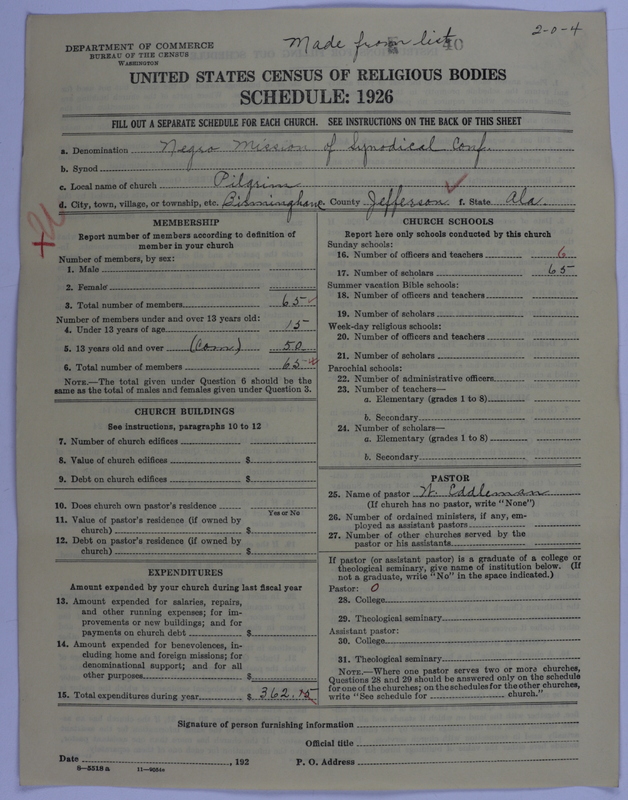 2-0-4
Made from list 40
DEPARTMENT OF COMMERCE
BUREAU OF THE CENSUS
WASHINGTON
UNITED STATES CENSUS OF RELIGIOUS BODIES
SCHEDULE: 1926
FILL OUT A SEPARATE SCHEDULE FOR EACH CHURCH. SEE INSTRUCTIONS ON THE BACK OF THIS SHEET
a. Denomination Negro Mission of Synodical Conf.
b. Synod
c. Local name of church Pilgrim
d. City, town, village, or township, etc. Birmingham e. County Jefferson f. State Ala
MEMBERSHIP
Report number of members according to definition of
member in your church
Number of members, by sex:
1. Male
2. Female
3. Total number of members 65
Number of members under and over 13 years old:
4. Under 13 years of age 15
5. 13 years old and over (Com.) 50
6. Total number of members 65
NOTE.—The total given under Question 6 should be the
same as the total of males and females given under Question 3.
CHURCH BUILDINGS
See instructions, paragraphs 10 to 12
7. Number of church edifices
8. Value of church edifices $
9. Debt on church edifices $
10. Does church own pastor's residence
Yes or No
11. Value of pastor's residence (if owned by
church) $
12. Debt on pastor's residence (if owned by
church) $
EXPENDITURES
Amount expended by your church during last fiscal year
13. Amount expended for salaries, repairs,
and other running expenses; for im-
provements or new buildings; and for
payments on church debt $
14. Amount expended for benevolences, in-
cluding home and foreign missions; for
denominational support; and for all
other purposes $
15. Total expenditures during year $ 362.
CHURCH SCHOOLS
Report here only schools conducted by this church
Sunday schools:
16. Number of officers and teachers 6
17. Number of scholars 65
Summer vacation Bible schools:
18. Number of officers and teachers
19. Number of scholars
Week-day religious schools:
20. Number of officers and teachers
21. Number of scholars
Parochial schools:
22. Number of administrative officers
23. Number of teachers—
a. Elementary (grades 1 to 8)
b. Secondary
24. Number of scholars—
a. Elementary (grades 1 to 8)
b. Secondary
PASTOR
25. Name of pastor W. Eddleman
(If church has no pastor, write "None")
26. Number of ordained ministers, if any, em-
ployed as assistant pastors
27. Number of other churches served by the
pastor or his assistants
If pastor (or assistant pastor) is a graduate of a college or
theological seminary, give name of institution below. (If
not a graduate, write "No" in the space indicated.)
Pastor: 0
28. College
29. Theological seminary
Assistant pastor:
30. College
31. Theological seminary
NOTE.—Where one pastor serves two or more churches,
Questions 28 and 29 should be answered only on the schedule
for one of the churches; on the schedules for the other churches,
write "See schedule for church."
Signature of person furnishing information
Official title
Date , 192 P. O. Address
8—5518 a